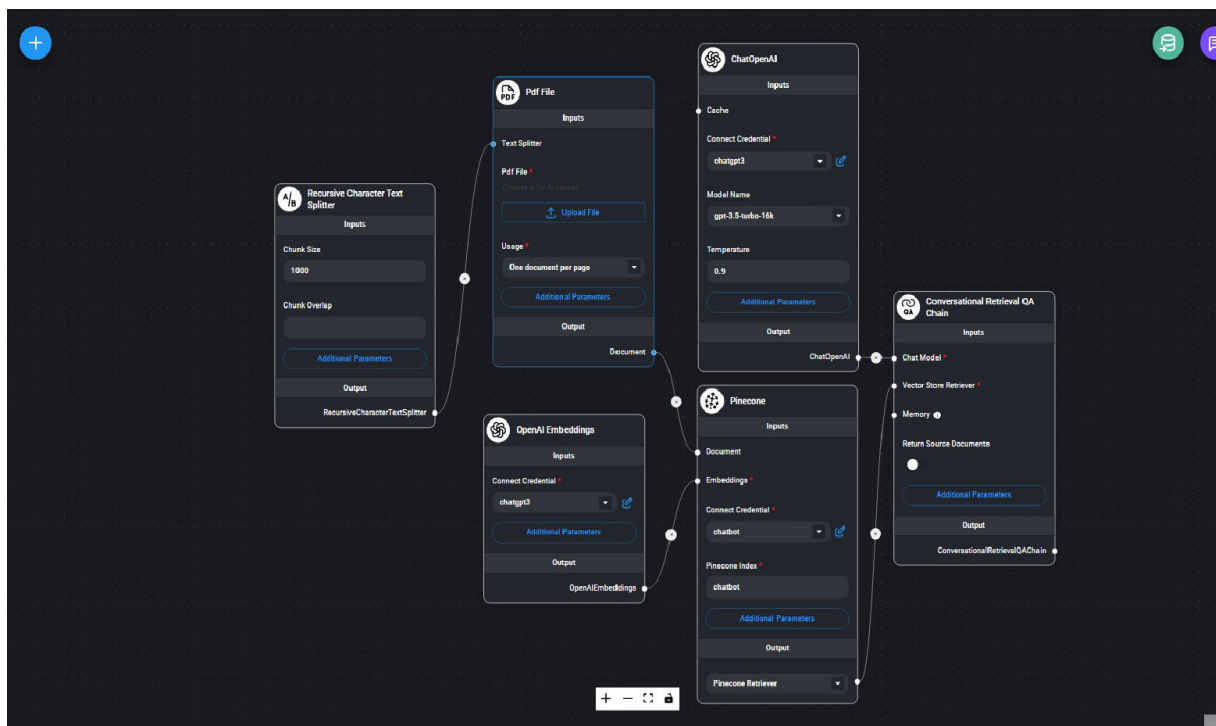 A/B
Recursive Character Text
Splitter
Inputs
Chunk Size
1000
Chunk Overlap
Additional Parameters
Output
RecursiveCharacterTextSplitter
PDF
Pdf File
Inputs
Text Splitter
Pdf File *
Choose a file to upload
Upload File
Usage *
One document per page
Additional Parameters
Output
Document
OpenAI Embeddings
Inputs
Connect Credential *
chatgpt3
Additional Parameters
Output
OpenAIEmbeddings
ChatOpenAI
Inputs
Cache
Connect Credential *
chatgpt3
Model Name
gpt-3.5-turbo-16k
Temperature
0.9
Additional Parameters
Output
ChatOpenAI
Pinecone
Inputs
Document
Embeddings *
Connect Credential *
chatbot
Pinecone Index *
chatbot
Additional Parameters
Output
Pinecone Retriever
QA
Conversational Retrieval QA
Chain
Inputs
Chat Model *
Vector Store Retriever *
Memory
Return Source Documents
Additional Parameters
Output
ConversationalRetrievalQAChain